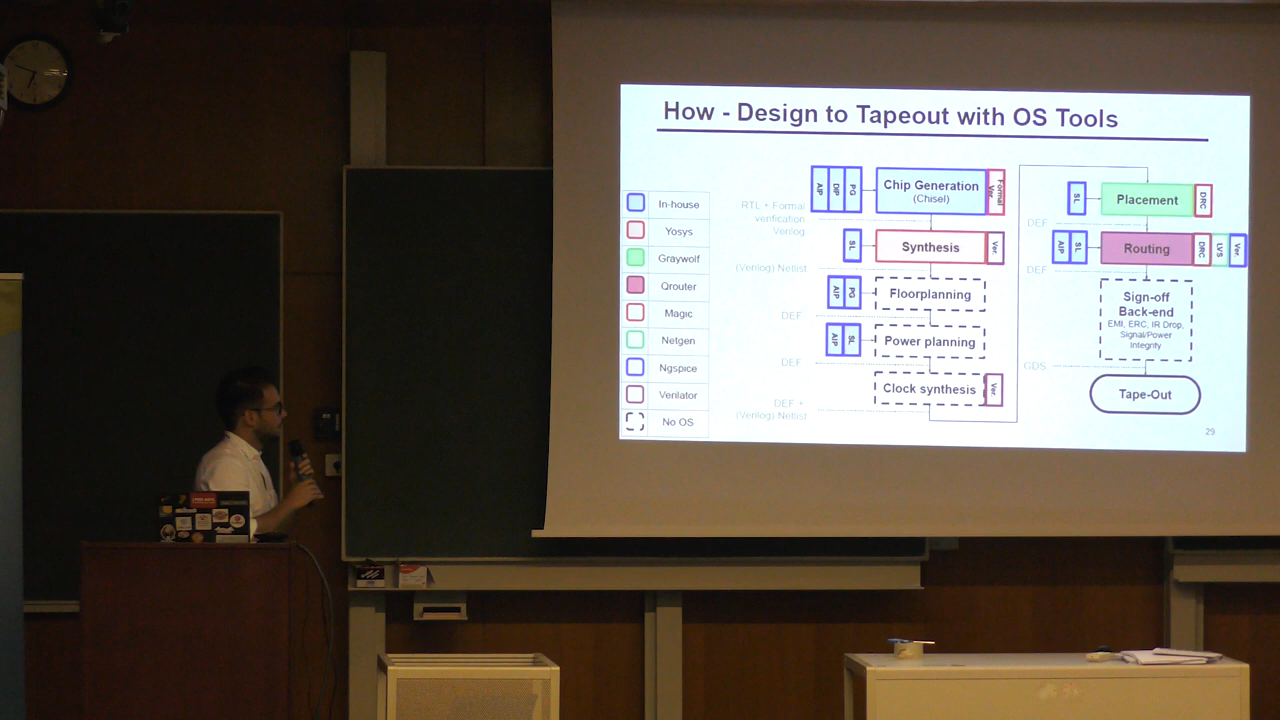 How - Design to Tapeout with OS Tools
In-house
Yosys
Graywolf
Qrouter
Magic
Netgen
Ngspice
Verilator
No OS
RTL + Formal
verification
Verilog
(Verilog) Netlist
DEF
DEF
DEF +
(Verilog) Netlist
AIP
DIP
PG
Chip Generation
(Chisel)
Formal
Ver.
SL
Synthesis
Ver.
AIP
PG
Floorplanning
AIP
SL
Power planning
Clock synthesis
Ver.
SL
Placement
DRC
DEF
AIP
SL
Routing
DRC
LVS
Ver.
DEF
Sign-off
Back-end
EMI, ERC, IR Drop,
Signal/Power
Integrity
GDS
Tape-Out
29